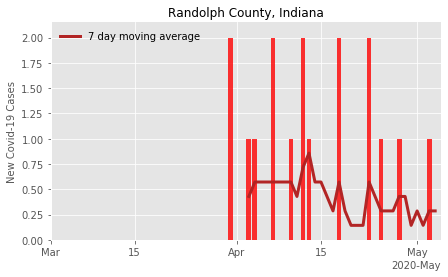 Randolph County, Indiana
7 day moving average
New Covid-19 Cases
2.00
1.75
1.50
1.25
1.00
0.75
0.50
0.25
0.00
Mar
15
Apr
15
May
2020-May